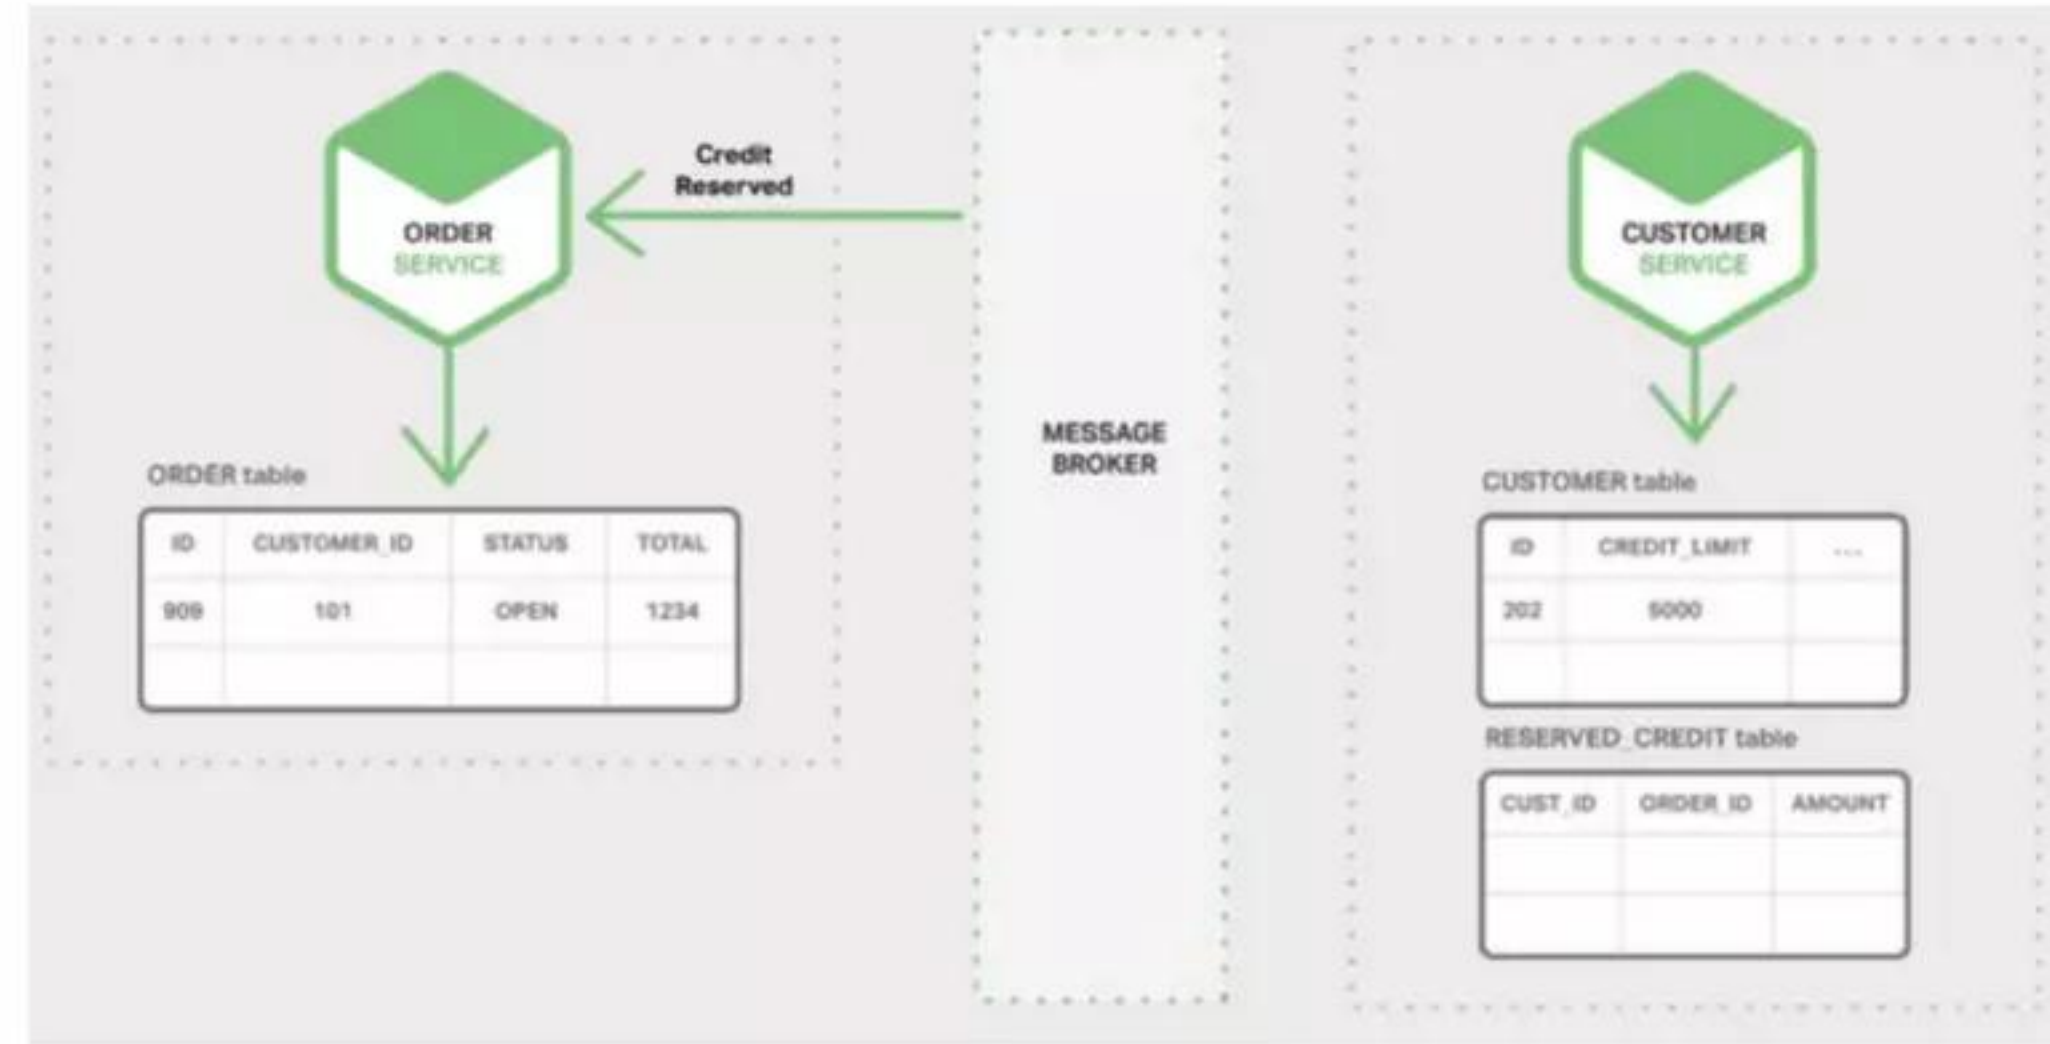 Credit
Reserved
ORDER
SERVICE
ORDER table
ID CUSTOMER_ID STATUS TOTAL
909 101 OPEN 1234
MESSAGE
BROKER
CUSTOMER
SERVICE
CUSTOMER table
ID CREDIT_LIMIT ...
202 5000
RESERVED_CREDIT table
CUST_ID ORDER_ID AMOUNT